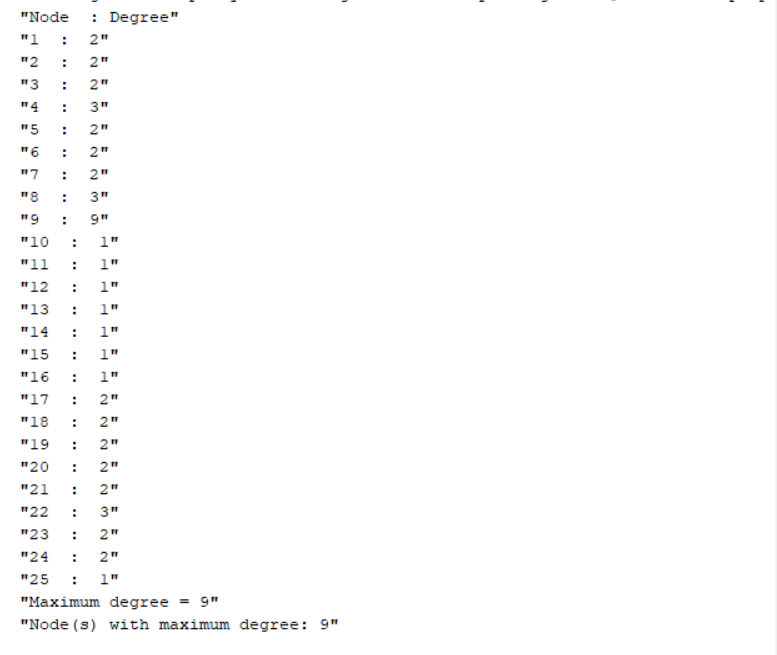 "Node  : Degree"
"1  :  2"
"2  :  2"
"3  :  2"
"4  :  3"
"5  :  2"
"6  :  2"
"7  :  2"
"8  :  3"
"9  :  9"
"10  :  1"
"11  :  1"
"12  :  1"
"13  :  1"
"14  :  1"
"15  :  1"
"16  :  1"
"17  :  2"
"18  :  2"
"19  :  2"
"20  :  2"
"21  :  2"
"22  :  3"
"23  :  2"
"24  :  2"
"25  :  1"
"Maximum degree = 9"
"Node(s) with maximum degree: 9"